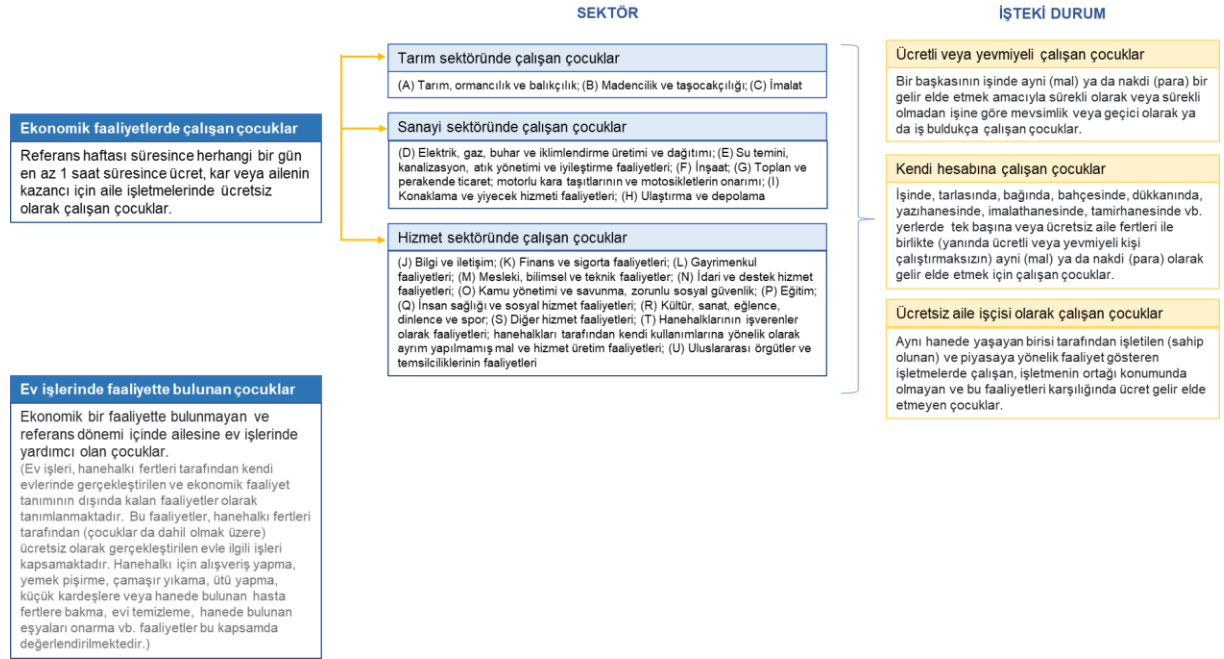 SEKTÖR
İŞTEKİ DURUM
Ekonomik faaliyetlerde çalışan çocuklar
Referans haftası süresince herhangi bir gün
en az 1 saat süresince ücret, kar veya ailenin
kazancı için aile işletmelerinde ücretsiz
olarak çalışan çocuklar.
Ev işlerinde faaliyette bulunan çocuklar
Ekonomik bir faaliyette bulunmayan ve
referans dönemi içinde ailesine ev işlerinde
yardımcı olan çocuklar.
(Ev işleri, hanehalkı fertleri tarafından kendi
evlerinde gerçekleştirilen ve ekonomik faaliyet
tanımının dışında kalan faaliyetler olarak
tanımlanmaktadır. Bu faaliyetler, hanehalkı fertleri
tarafından (çocuklar da dahil olmak üzere)
ücretsiz olarak gerçekleştirilen evle ilgili işleri
kapsamaktadır. Hanehalkı için alışveriş yapma,
yemek pişirme, çamaşır yıkama, ütü yapma,
küçük kardeşlere veya hanede bulunan hasta
fertlere bakma, evi temizleme, hanede bulunan
eşyaları onarma vb. faaliyetler bu kapsamda
değerlendirilmektedir.)
Tarım sektöründe çalışan çocuklar
(A) Tarım, ormancılık ve balıkçılık; (B) Madencilik ve taşocakçılığı; (C) İmalat
Sanayi sektöründe çalışan çocuklar
(D) Elektrik, gaz, buhar ve iklimlendirme üretimi ve dağıtımı; (E) Su temini,
kanalizasyon, atık yönetimi ve iyileştirme faaliyetleri; (F) İnşaat; (G) Toplan ve
perakende ticaret; motorlu kara taşıtlarının ve motosikletlerin onarımı; (I)
Konaklama ve yiyecek hizmeti faaliyetleri; (H) Ulaştırma ve depolama
Hizmet sektöründe çalışan çocuklar
(J) Bilgi ve iletişim; (K) Finans ve sigorta faaliyetleri; (L) Gayrimenkul
faaliyetleri; (M) Mesleki, bilimsel ve teknik faaliyetler; (N) İdari ve destek hizmet
faaliyetleri; (O) Kamu yönetimi ve savunma, zorunlu sosyal güvenlik; (P) Eğitim;
(Q) İnsan sağlığı ve sosyal hizmet faaliyetleri; (R) Kültür, sanat, eğlence,
dinlence ve spor; (S) Diğer hizmet faaliyetleri; (T) Hanehalklarının işverenler
olarak faaliyetleri; hanehalkları tarafından kendi kullanımlarına yönelik olarak
ayrım yapılmamış mal ve hizmet üretim faaliyetleri; (U) Uluslararası örgütler ve
temsilciliklerinin faaliyetleri
Ücretli veya yevmiyeli çalışan çocuklar
Bir başkasının işinde ayni (mal) ya da nakdi (para) bir
gelir elde etmek amacıyla sürekli olarak veya sürekli
olmadan işine göre mevsimlik veya geçici olarak ya
da iş buldukça çalışan çocuklar.
Kendi hesabına çalışan çocuklar
İşinde, tarlasında, bağında, bahçesinde, dükkanında,
yazıhanesinde, imalathanesinde, tamirhanesinde vb.
yerlerde tek başına veya ücretsiz aile fertleri ile
birlikte (yanında ücretli veya yevmiyeli kişi
çalıştırmaksızın) ayni (mal) ya da nakdi (para) olarak
gelir elde etmek için çalışan çocuklar.
Ücretsiz aile işçisi olarak çalışan çocuklar
Aynı hanede yaşayan birisi tarafından işletilen (sahip
olunan) ve piyasaya yönelik faaliyet gösteren
işletmelerde çalışan, işletmenin ortağı konumunda
olmayan ve bu faaliyetleri karşılığında ücret gelir elde
etmeyen çocuklar.